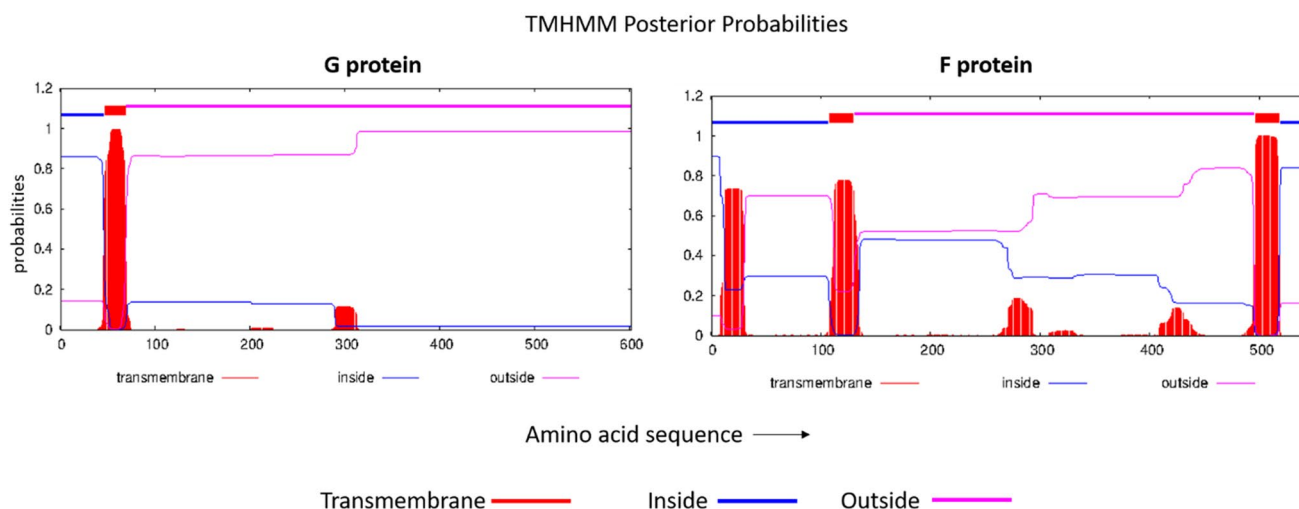 TMHMM Posterior Probabilities
G protein
F protein
probabilities
1.2
1
0.8
0.6
0.4
0.2
0
0 100 200 300 400 500 600
transmembrane inside outside
1.2
1
0.8
0.6
0.4
0.2
0
0 100 200 300 400 500
transmembrane inside outside
Amino acid sequence
Transmembrane Inside Outside